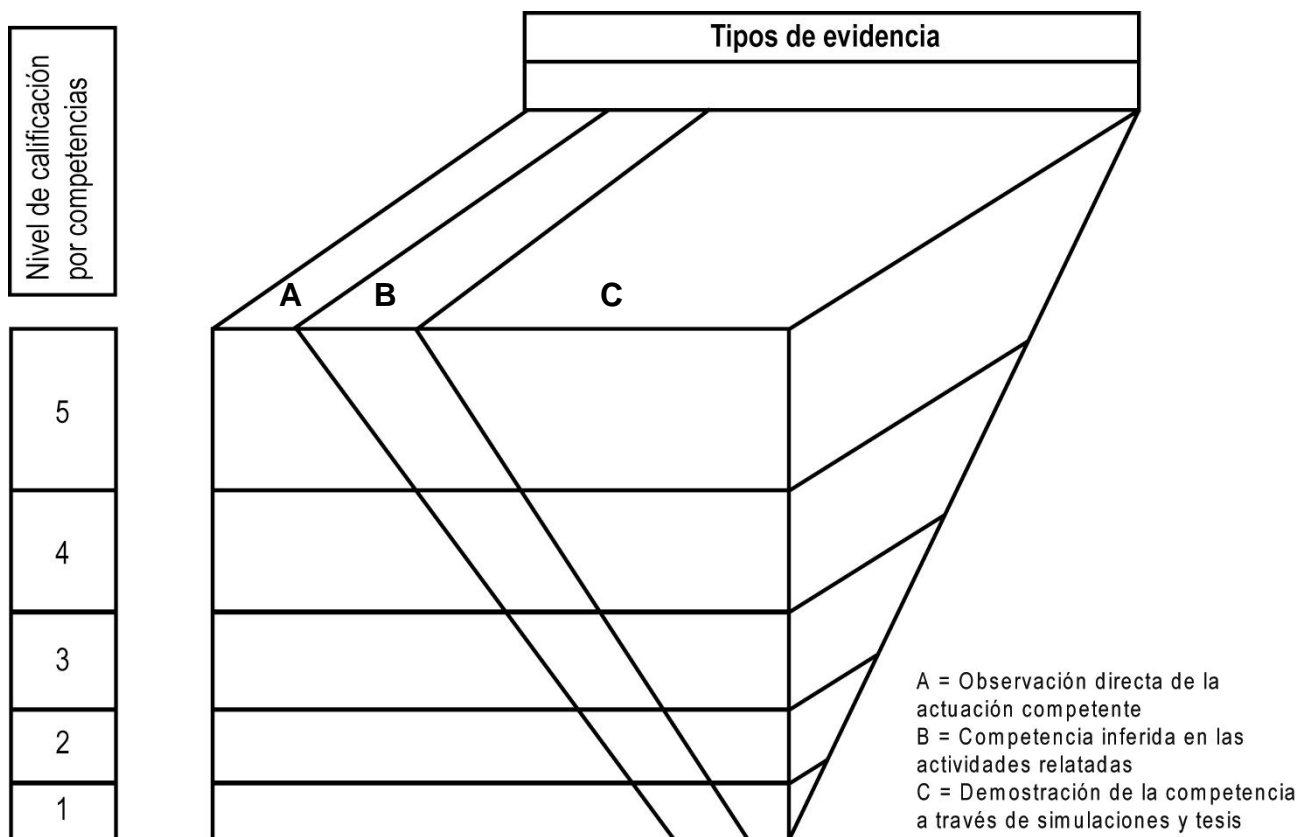 Tipos de evidencia
Nivel de calificación
por competencias
A
B
C
5
4
3
2
1
A = Observación directa de la
actuación competente
B = Competencia inferida en las
actividades relatadas
C = Demostración de la competencia
a través de simulaciones y tesis